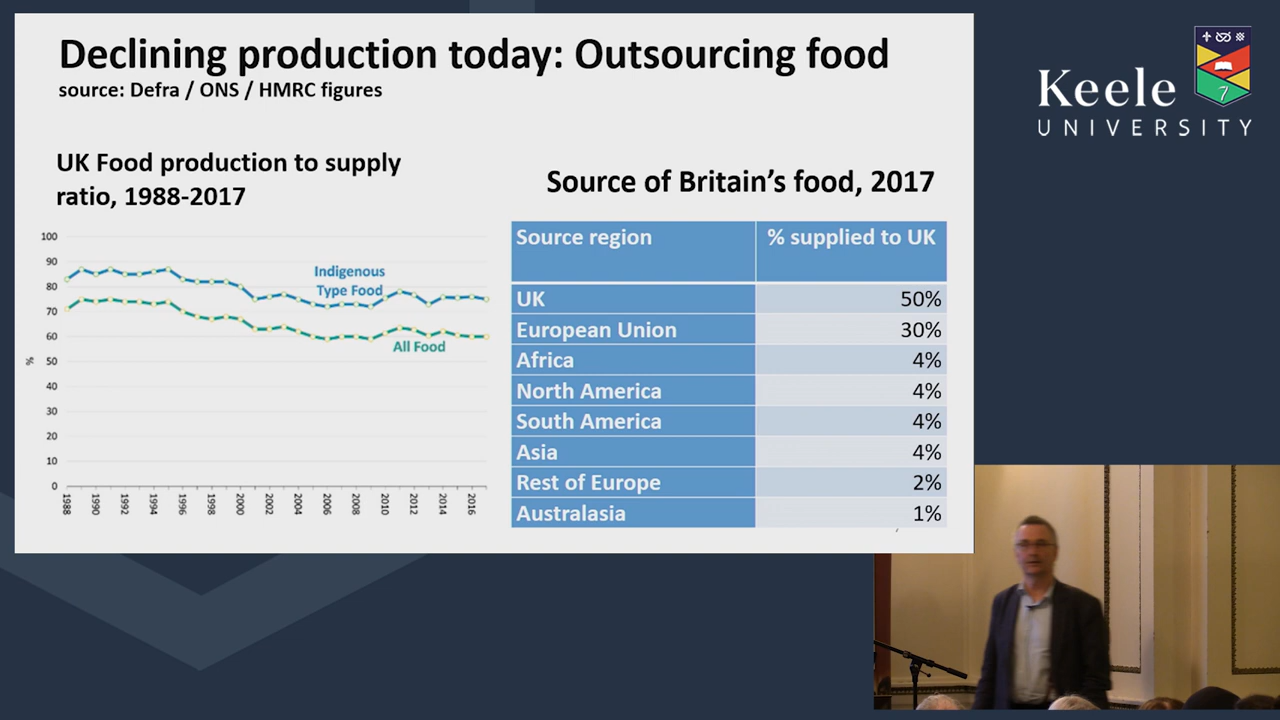 Declining production today: Outsourcing food
source: Defra / ONS / HMRC figures
UK Food production to supply
ratio, 1988-2017
100
90
80
70
60
50
40
30
20
10
0
%
Indigenous
Type Food
All Food
1988
1990
1992
1994
1996
1998
2000
2002
2004
2006
2008
2010
2012
2014
2016
Source of Britain's food, 2017
Source region % supplied to UK
UK 50%
European Union 30%
Africa 4%
North America 4%
South America 4%
Asia 4%
Rest of Europe 2%
Australasia 1%
Keele
UNIVERSITY